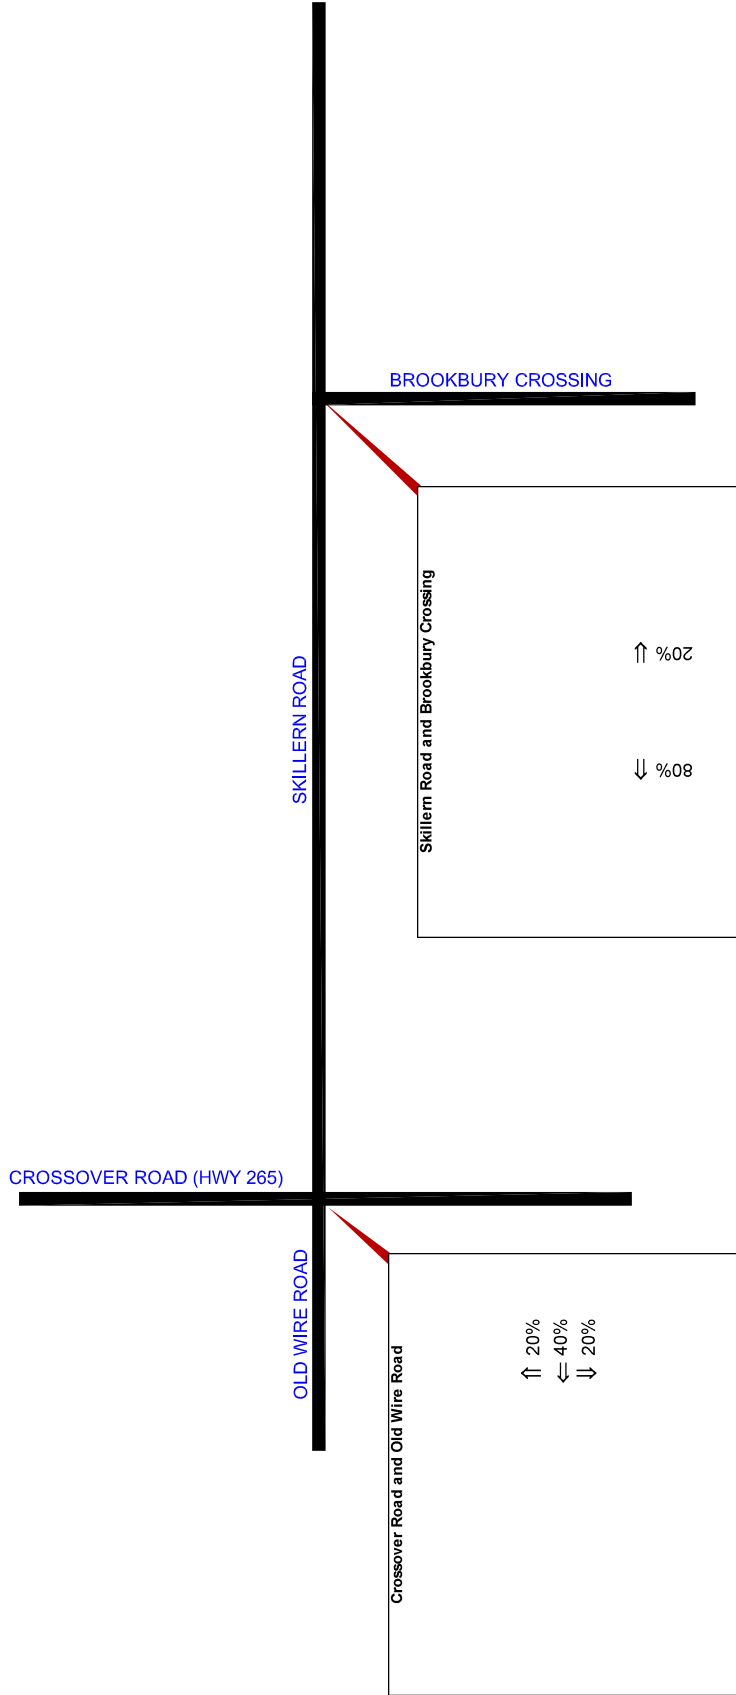 BROOKBURY CROSSING
SKILLERN ROAD
Skillern Road and Brookbury Crossing
⇑ 20%
⇓ 80%
CROSSOVER ROAD (HWY 265)
OLD WIRE ROAD
Crossover Road and Old Wire Road
⇐ 20%
⇓ 40%
⇒ 20%